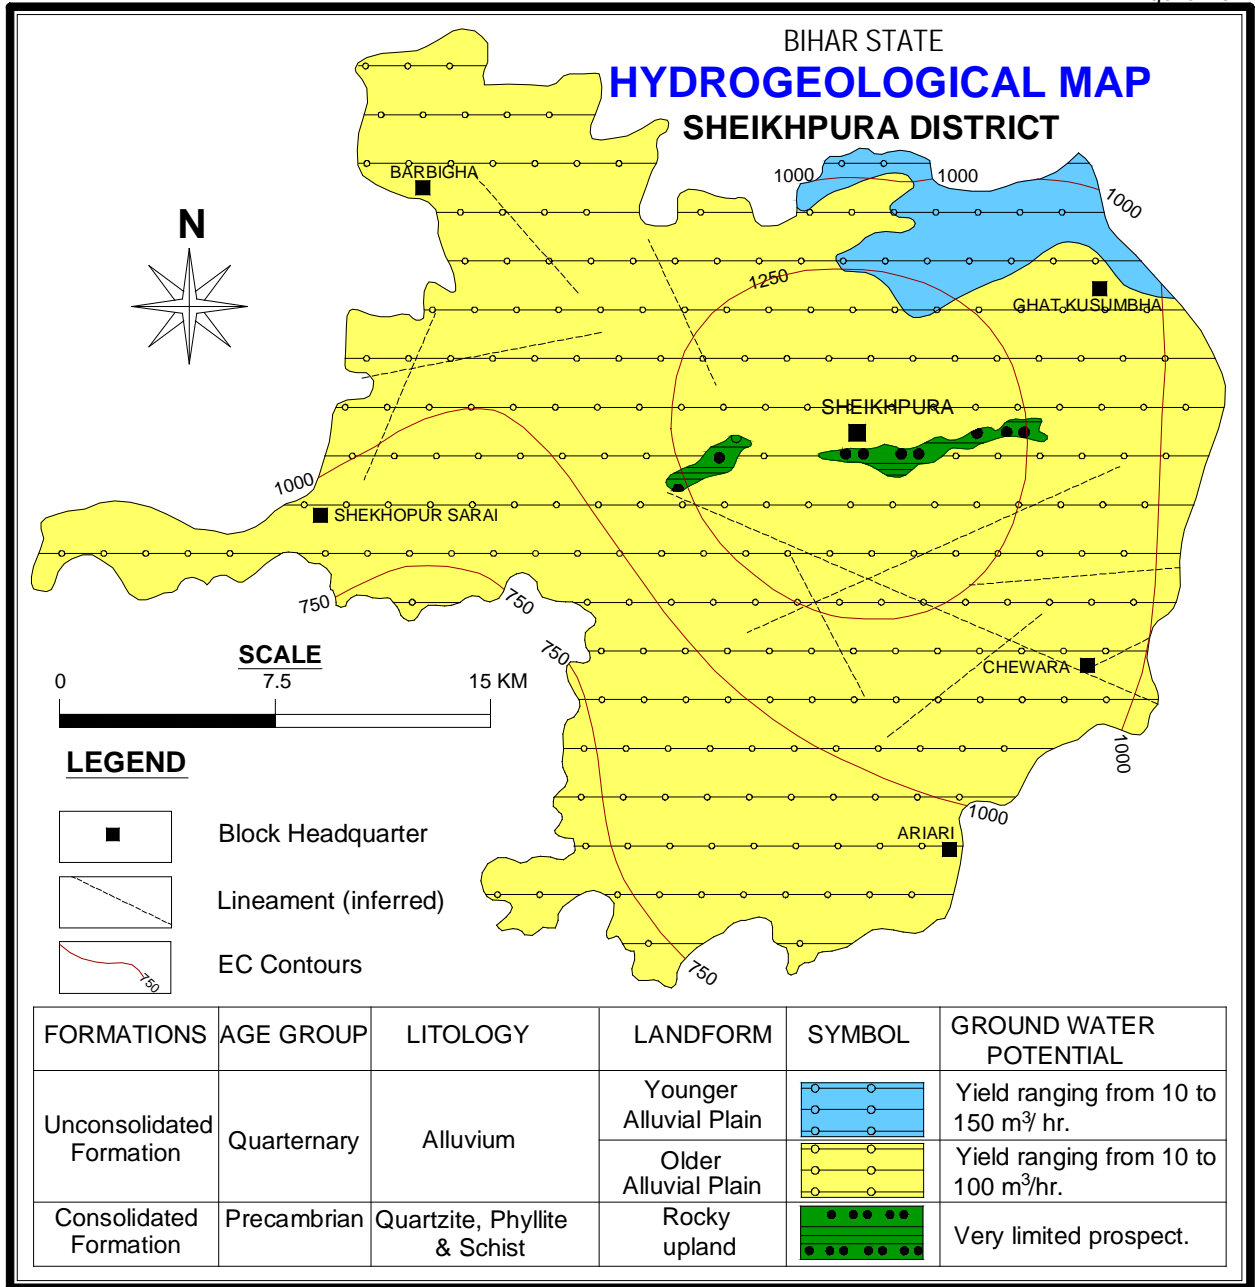 BIHAR STATE
HYDROGEOLOGICAL MAP
SHEIKHPURA DISTRICT
1000
1000
1000
BARBIGHA
N
1250
GHAT KUSUMBHA
SHEIKHPURA
1000
SHEKHOPUR SARAI
750
750
750
SCALE
0 7.5 15 KM
CHEWARA
1000
1000
ARIARI
750
LEGEND
Block Headquarter
Lineament (inferred)
750
EC Contours
FORMATIONS AGE GROUP LITOLOGY LANDFORM SYMBOL GROUND WATER
POTENTIAL
Unconsolidated
Formation
Quarternary
Alluvium
Younger
Alluvial Plain
Yield ranging from 10 to
150 m³/ hr.
Older
Alluvial Plain
Yield ranging from 10 to
100 m³/hr.
Consolidated
Formation
Precambrian
Quartzite, Phyllite
& Schist
Rocky
upland
Very limited prospect.